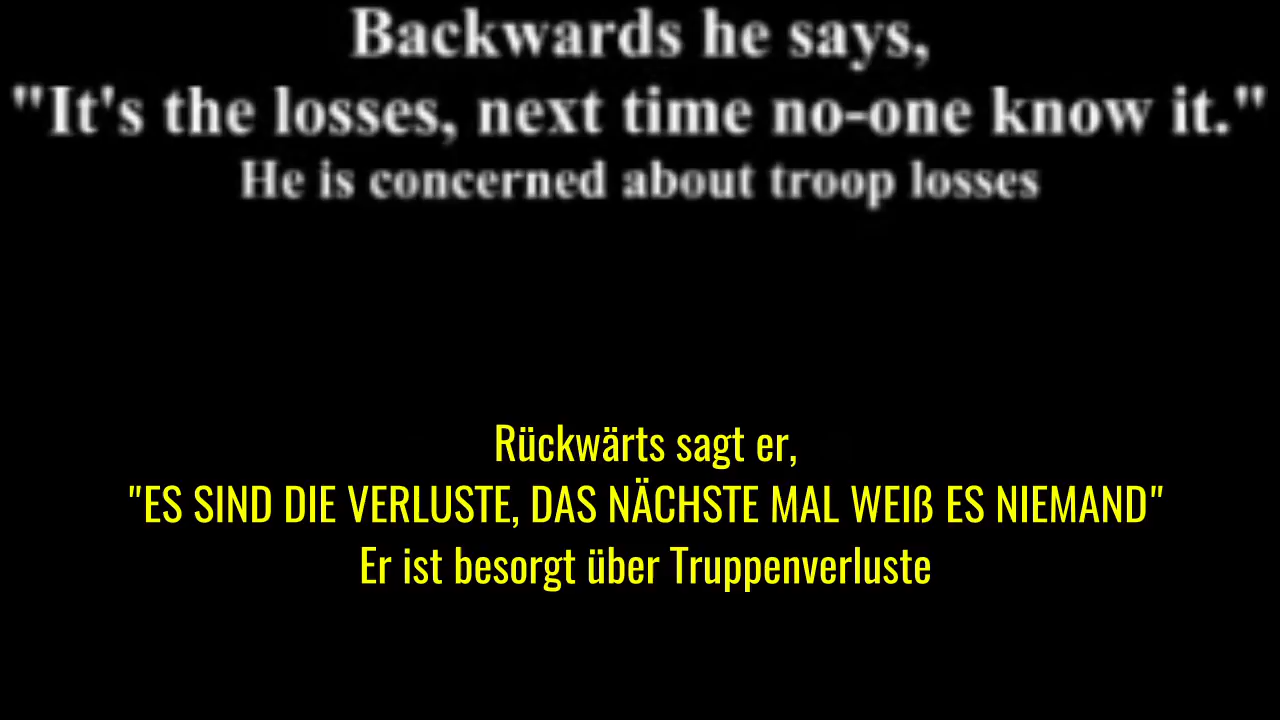 Backwards he says,
"It's the losses, next time no-one know it."
He is concerned about troop losses
Rückwärts sagt er,
"ES SIND DIE VERLUSTE, DAS NÄCHSTE MAL WEIß ES NIEMAND"
Er ist besorgt über Truppenverluste